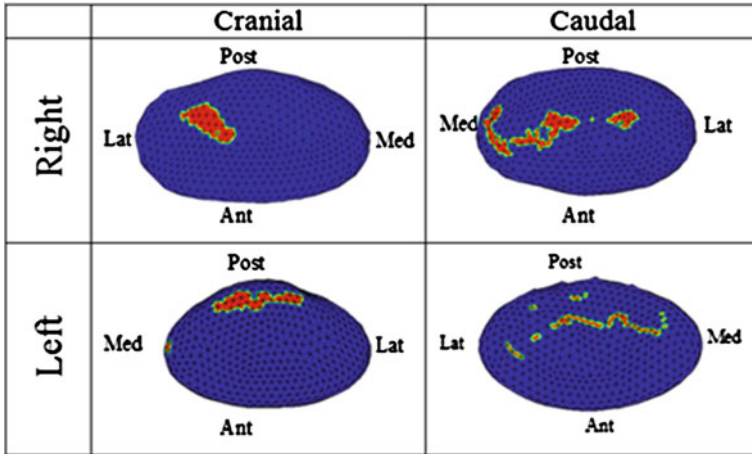 Cranial Caudal
Right
Post
Lat Med
Ant
Post
Med Lat
Ant
Left
Post
Med Lat
Ant
Post
Lat Med
Ant